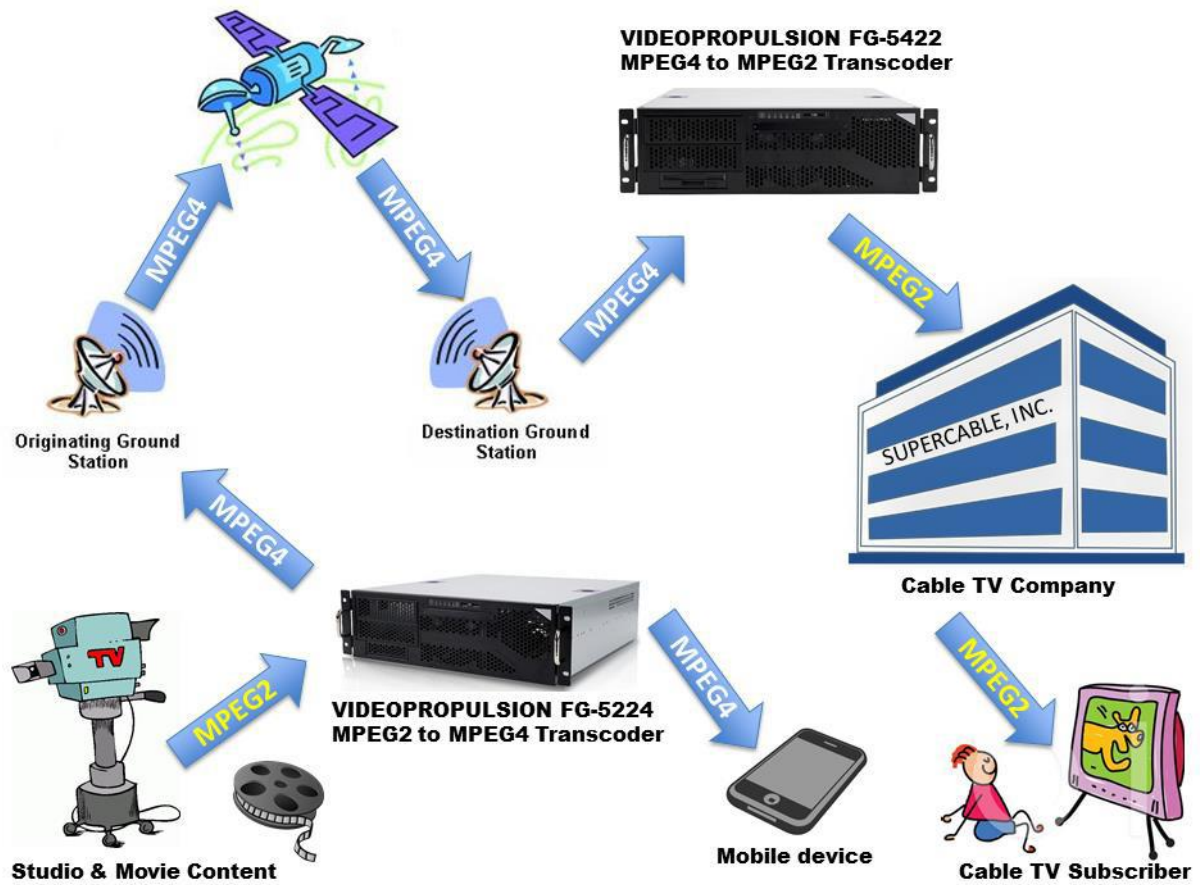 VIDEOPROPULSION FG-5422
MPEG4 to MPEG2 Transcoder
MPEG4
MPEG4
MPEG4
MPEG2
Originating Ground
Station
Destination Ground
Station
SUPERCABLE, INC.
Cable TV Company
MPEG4
TV
MPEG2
VIDEOPROPULSION FG-5224
MPEG2 to MPEG4 Transcoder
MPEG4
MPEG2
Studio & Movie Content
Mobile device
Cable TV Subscriber